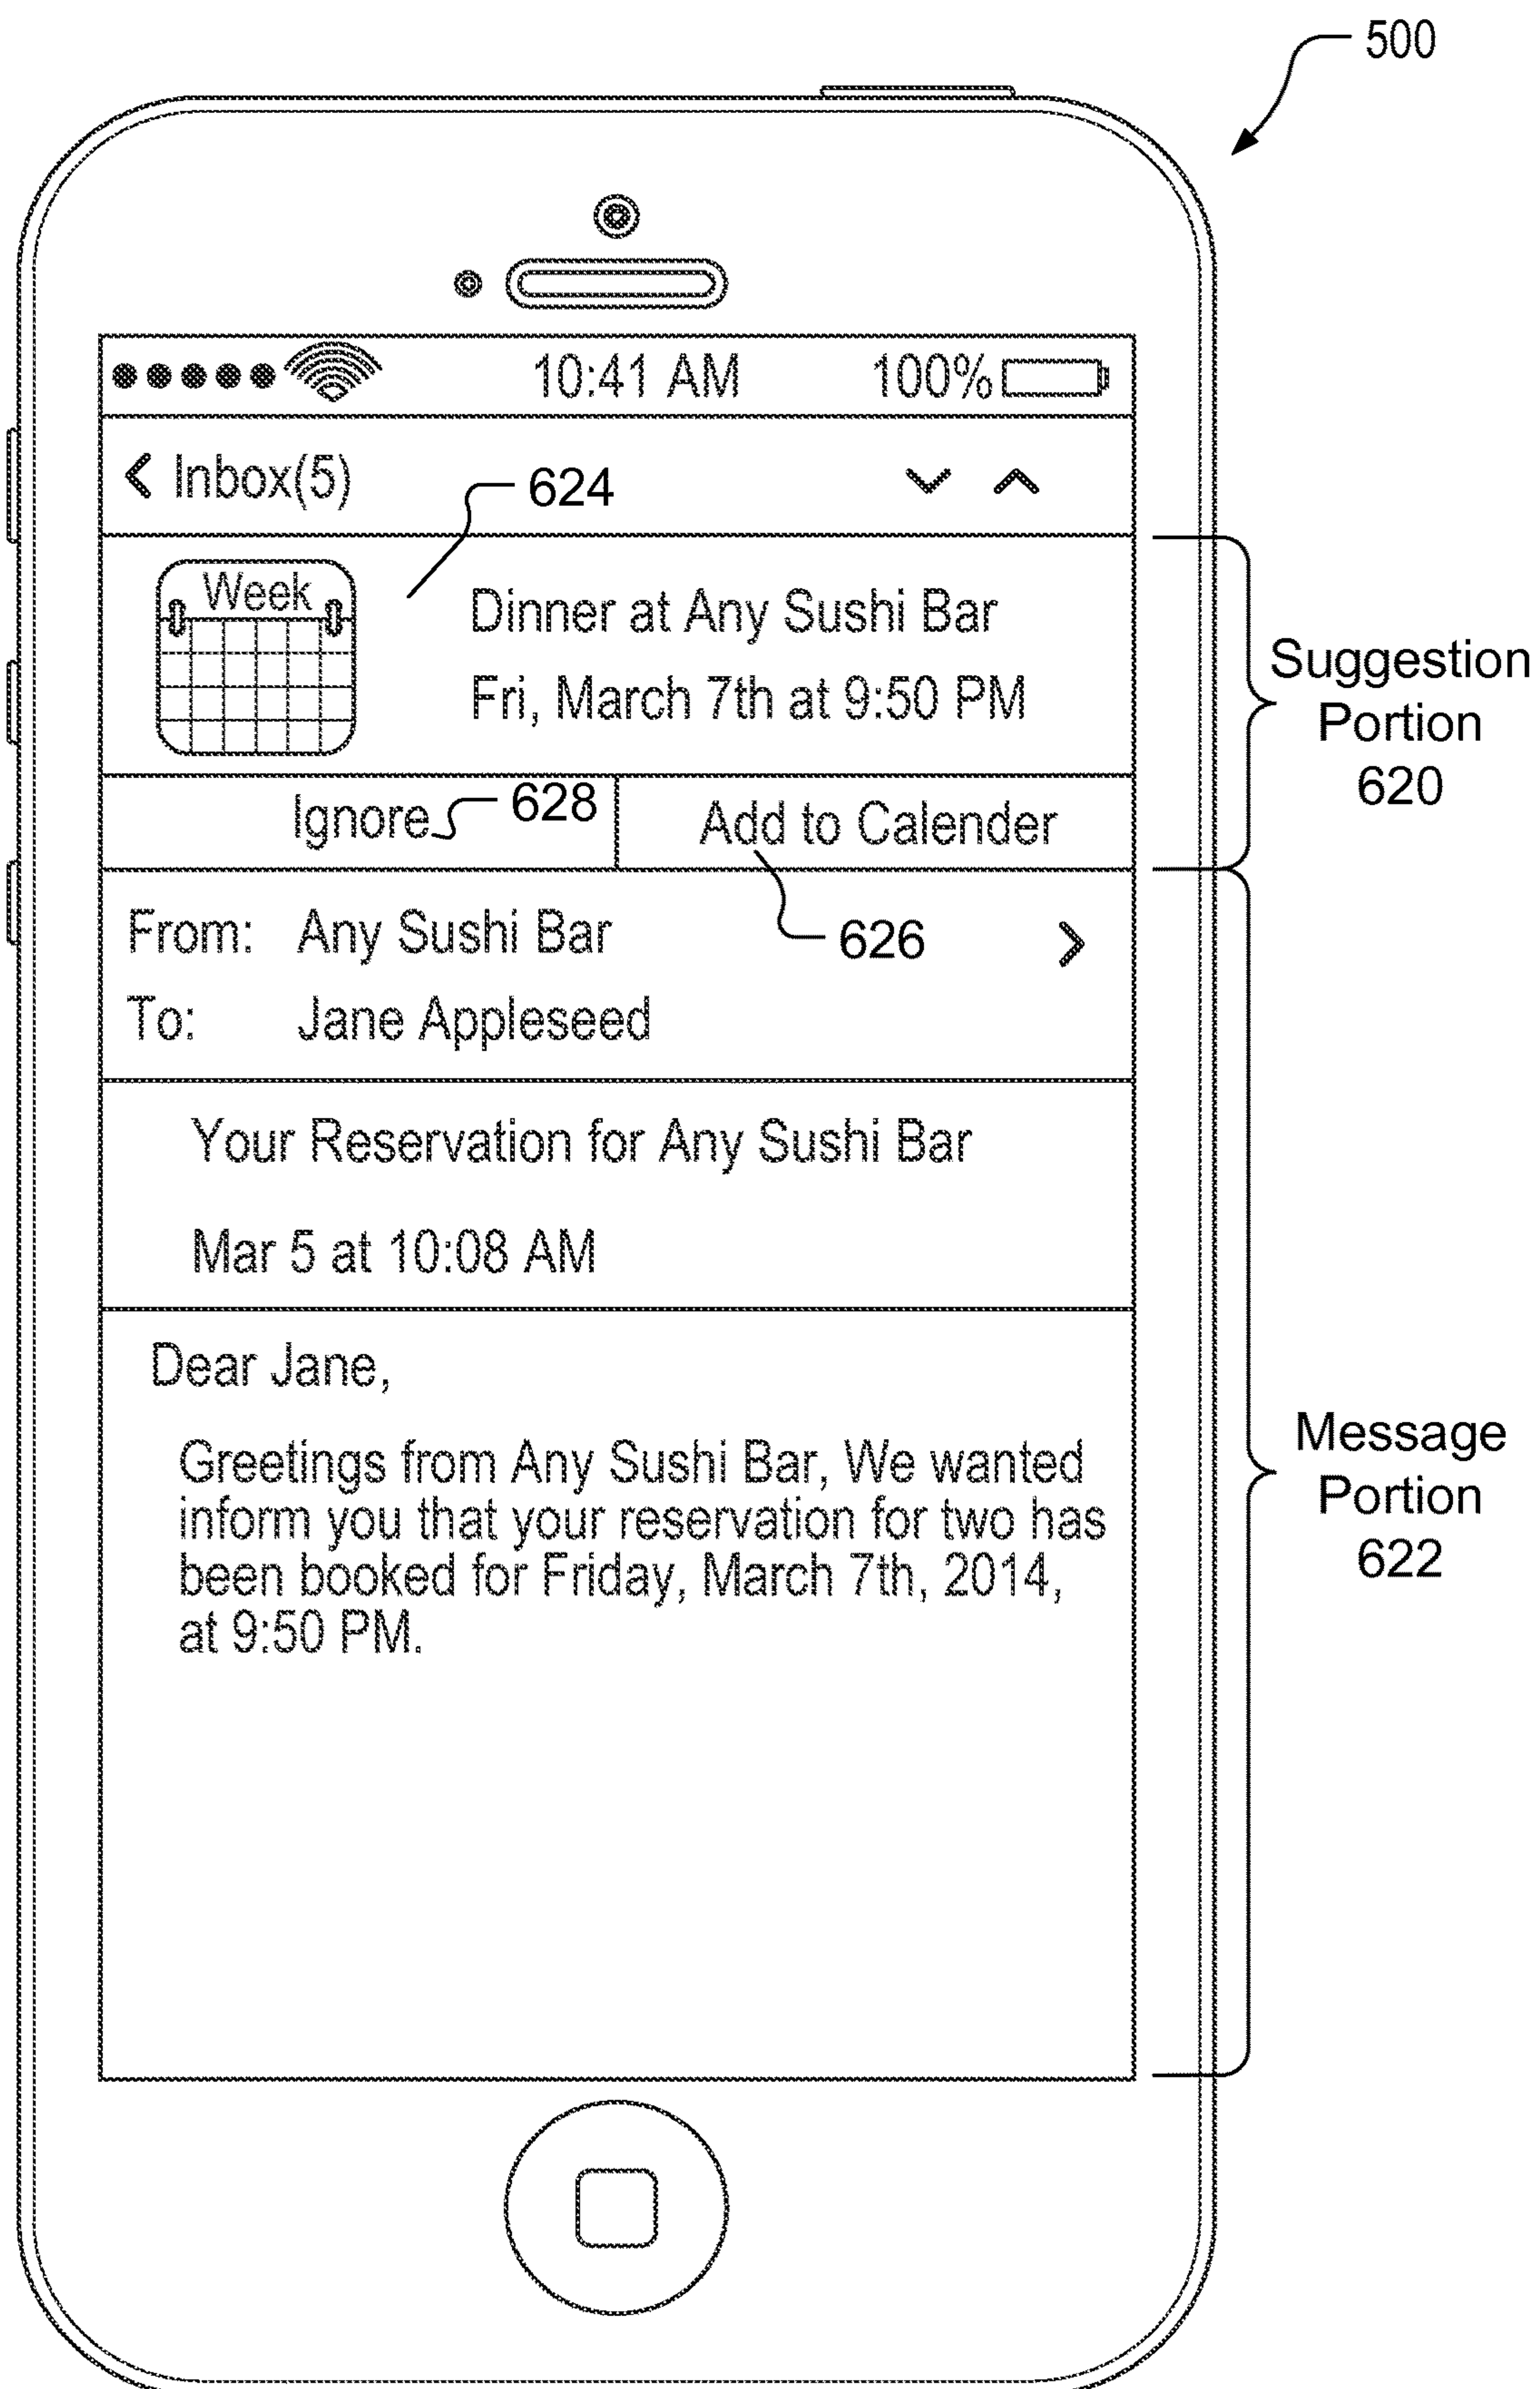 500
10:41 AM 100%
Inbox(5)
624
Week
Dinner at Any Sushi Bar
Fri, March 7th at 9:50 PM
Suggestion
Portion
620
Ignore 628 Add to Calender
626
From: Any Sushi Bar
To: Jane Appleseed
Your Reservation for Any Sushi Bar
Mar 5 at 10:08 AM
Dear Jane,
Greetings from Any Sushi Bar, We wanted
inform you that your reservation for two has
been booked for Friday, March 7th, 2014,
at 9:50 PM.
Message
Portion
622